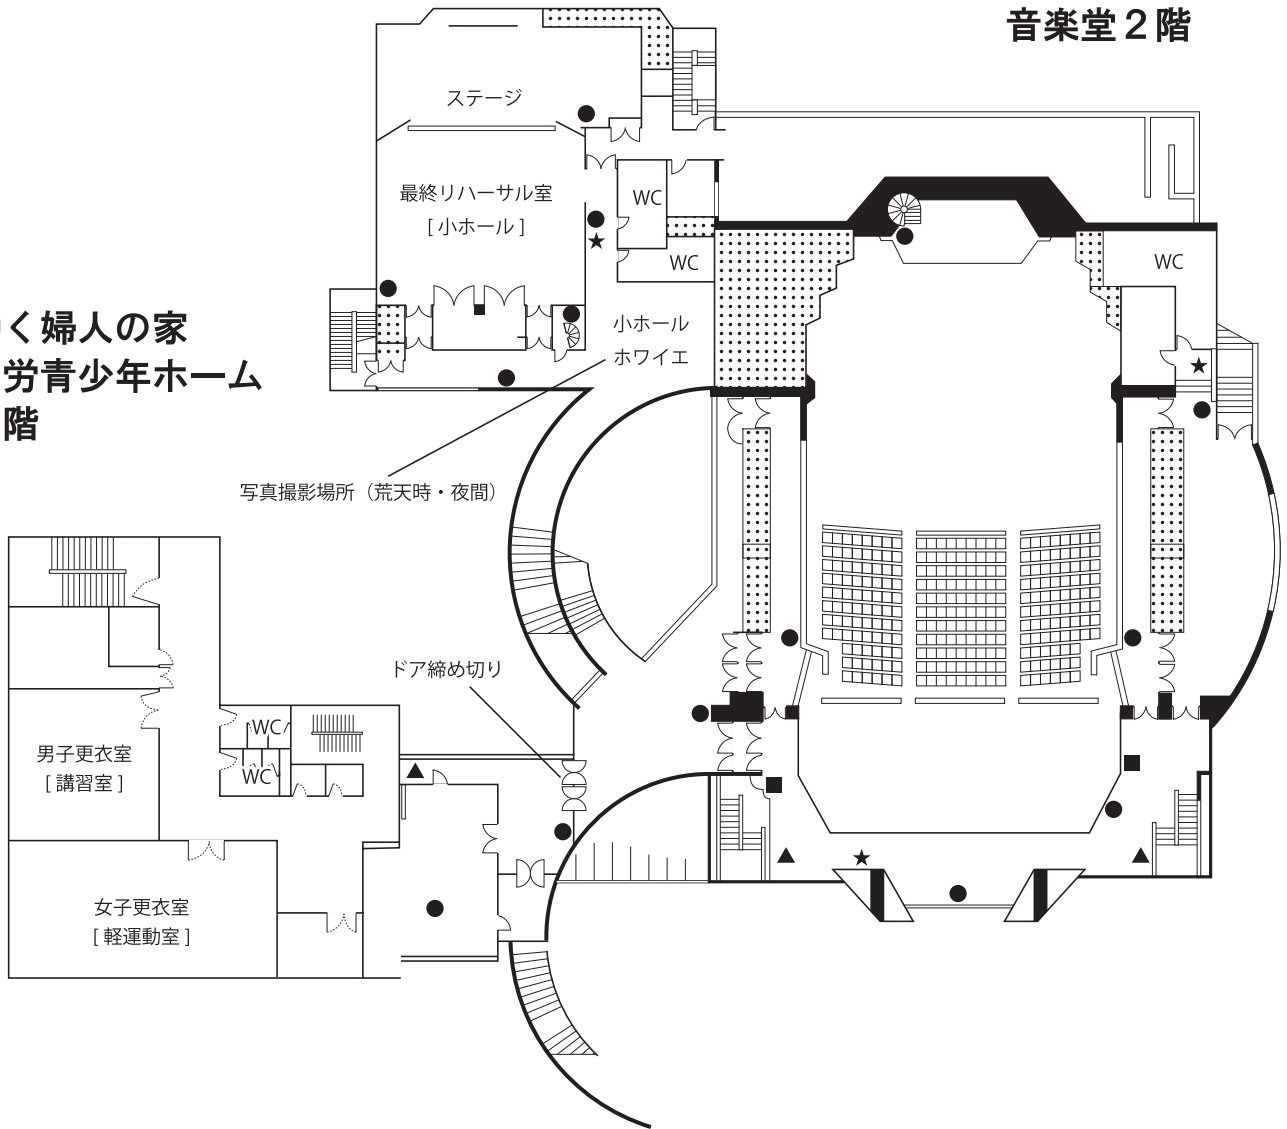 音楽堂２階
ステージ
最終リハーサル室
[ 小ホール ]
WC
WC
WC
小ホール
ホワイエ
く婦人の家
労青少年ホーム
階
写真撮影場所（荒天時・夜間）
ドア締め切り
WC
WC
男子更衣室
[ 講習室 ]
女子更衣室
[ 軽運動室 ]